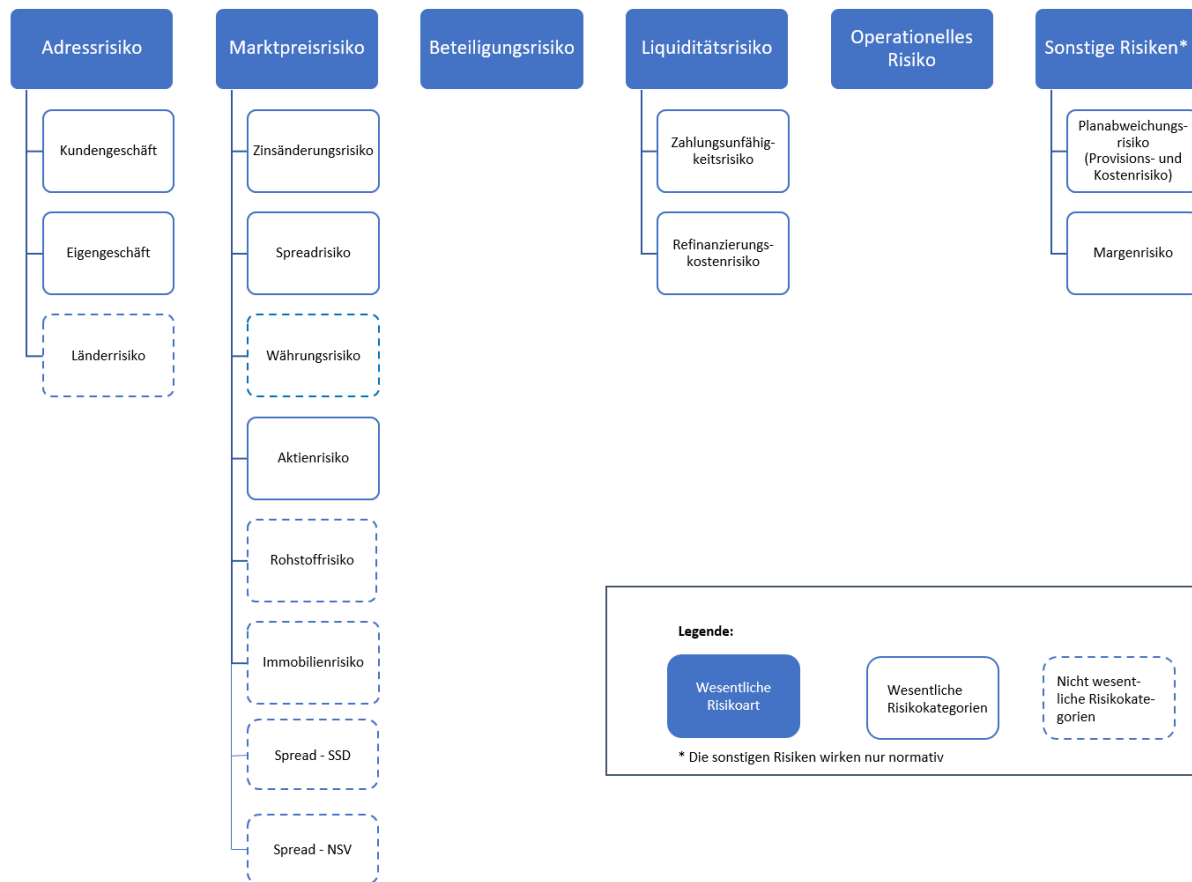 Adressrisiko
Marktpreisrisiko
Beteiligungsrisiko
Liquiditätsrisiko
Operationelles
Risiko
Sonstige Risiken*
Kundengeschäft
Eigengeschäft
Länderrisiko
Zinsänderungsrisiko
Spreadrisiko
Währungsrisiko
Aktienrisiko
Rohstoffrisiko
Immobilienrisiko
Spread - SSD
Spread - NSV
Zahlungsunfähig-
keitsrisiko
Refinanzierungs-
kostenrisiko
Planabweichungs-
risiko
(Provisions- und
Kostenrisiko)
Margenrisiko
Legende:
Wesentliche
Risikoart
Wesentliche
Risikokategorien
Nicht wesent-
liche Risikokate-
gorien
* Die sonstigen Risiken wirken nur normativ